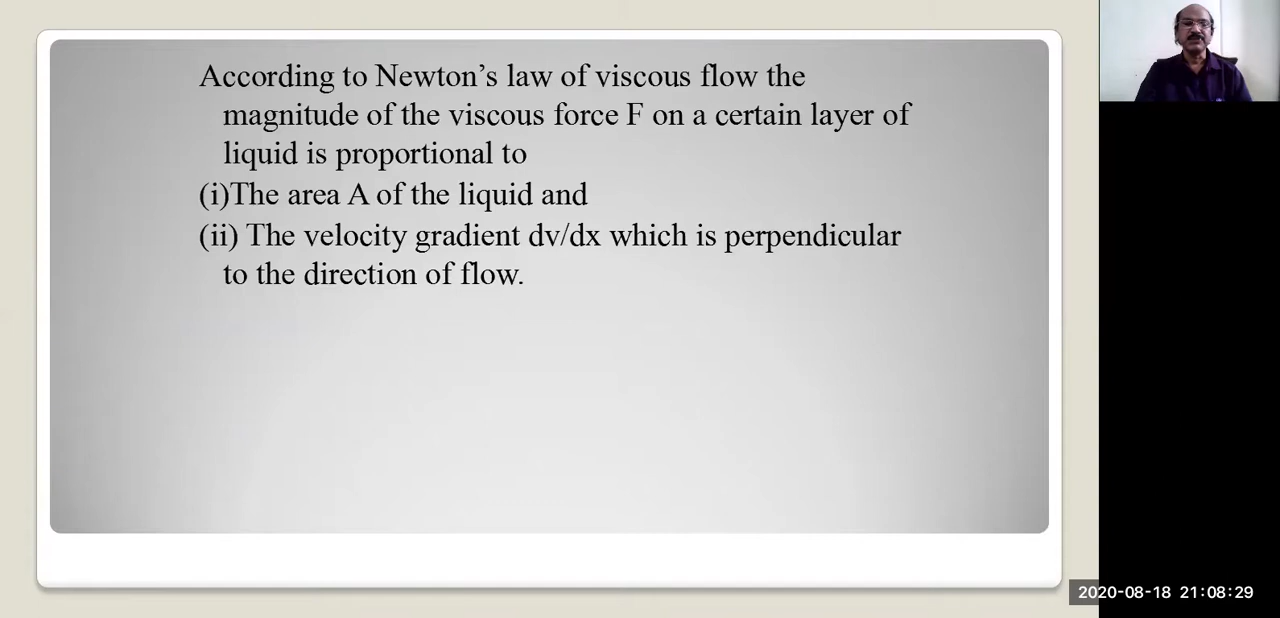 According to Newton’s law of viscous flow the
magnitude of the viscous force F on a certain layer of
liquid is proportional to
(i)The area A of the liquid and
(ii) The velocity gradient dv/dx which is perpendicular
to the direction of flow.
2020-08-18 21:08:29